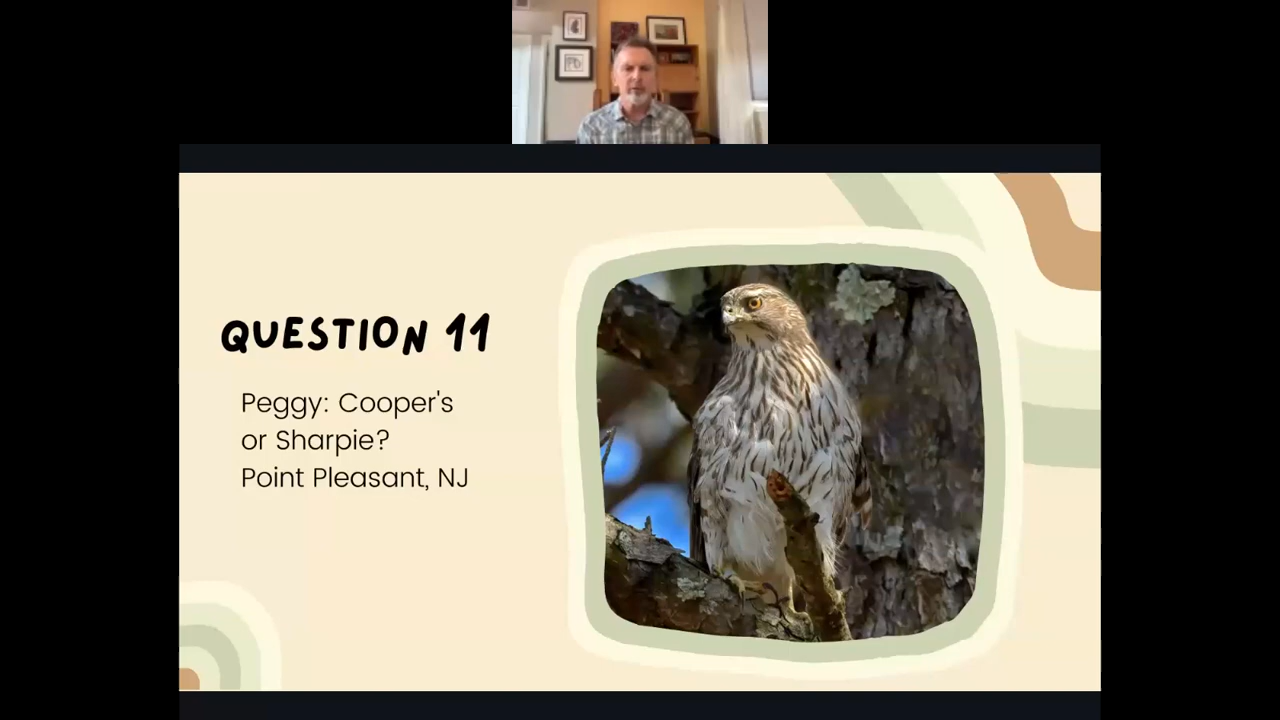 QUESTION 11
Peggy: Cooper's
or Sharpie?
Point Pleasant, NJ